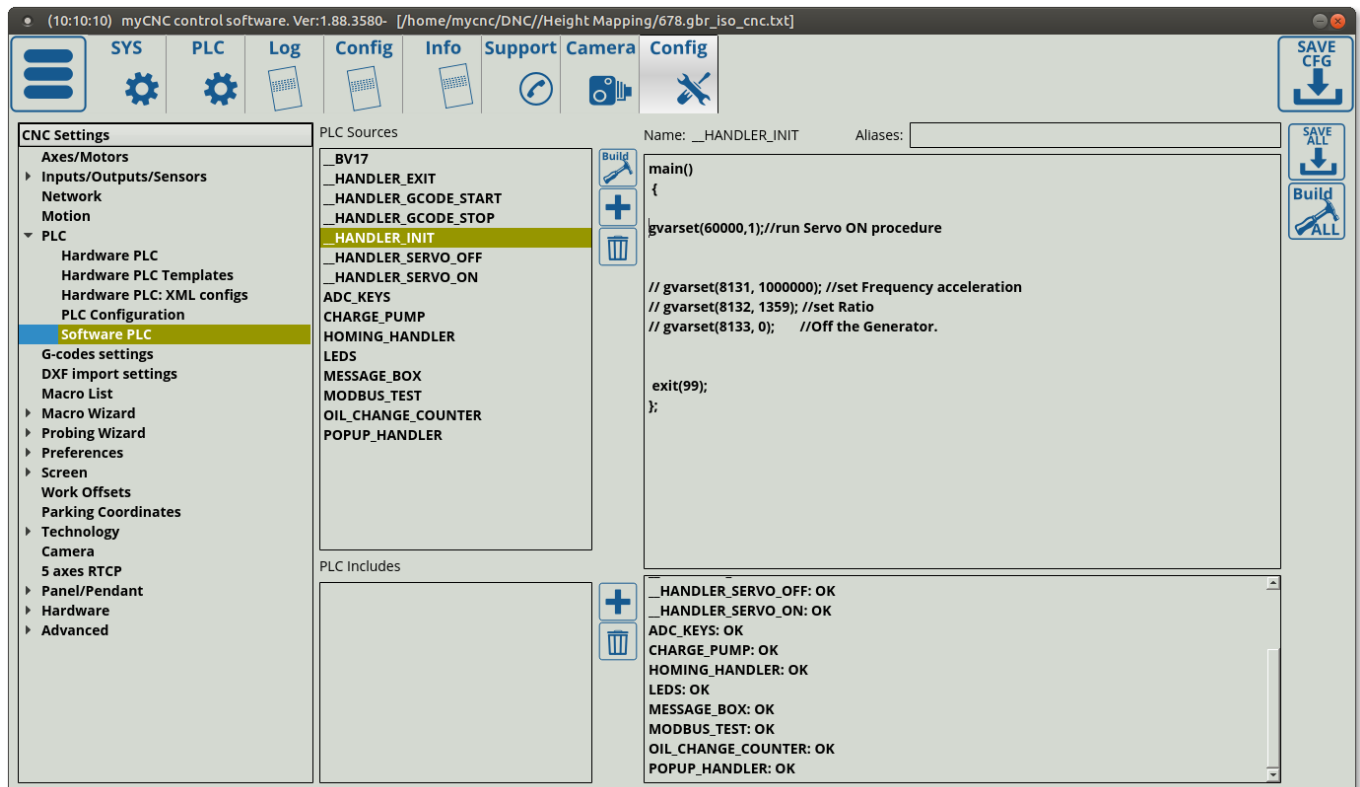 (10:10:10) myCNC control software. Ver:1.88.3580- [/home/mycnc/DNC//Height Mapping/678.gbr_iso_cnc.txt]
SYS PLC Log Config Info Support Camera Config
SAVE CFG
CNC Settings
Axes/Motors
Inputs/Outputs/Sensors
Network
Motion
PLC
Hardware PLC
Hardware PLC Templates
Hardware PLC: XML configs
PLC Configuration
Software PLC
G-codes settings
DXF import settings
Macro List
Macro Wizard
Probing Wizard
Preferences
Screen
Work Offsets
Parking Coordinates
Technology
Camera
5 axes RTCP
Panel/Pendant
Hardware
Advanced
PLC Sources
__BV17
__HANDLER_EXIT
__HANDLER_GCODE_START
__HANDLER_GCODE_STOP
__HANDLER_INIT
__HANDLER_SERVO_OFF
__HANDLER_SERVO_ON
ADC_KEYS
CHARGE_PUMP
HOMING_HANDLER
LEDS
MESSAGE_BOX
MODBUS_TEST
OIL_CHANGE_COUNTER
POPUP_HANDLER
Build
PLC Includes
Name: __HANDLER_INIT Aliases:
main()
{
gvarset(60000,1);//run Servo ON procedure
// gvarset(8131, 1000000); //set Frequency acceleration
// gvarset(8132, 1359); //set Ratio
// gvarset(8133, 0); //Off the Generator.
exit(99);
};
__HANDLER_SERVO_OFF: OK
__HANDLER_SERVO_ON: OK
ADC_KEYS: OK
CHARGE_PUMP: OK
HOMING_HANDLER: OK
LEDS: OK
MESSAGE_BOX: OK
MODBUS_TEST: OK
OIL_CHANGE_COUNTER: OK
POPUP_HANDLER: OK
SAVE ALL
Build
ALL